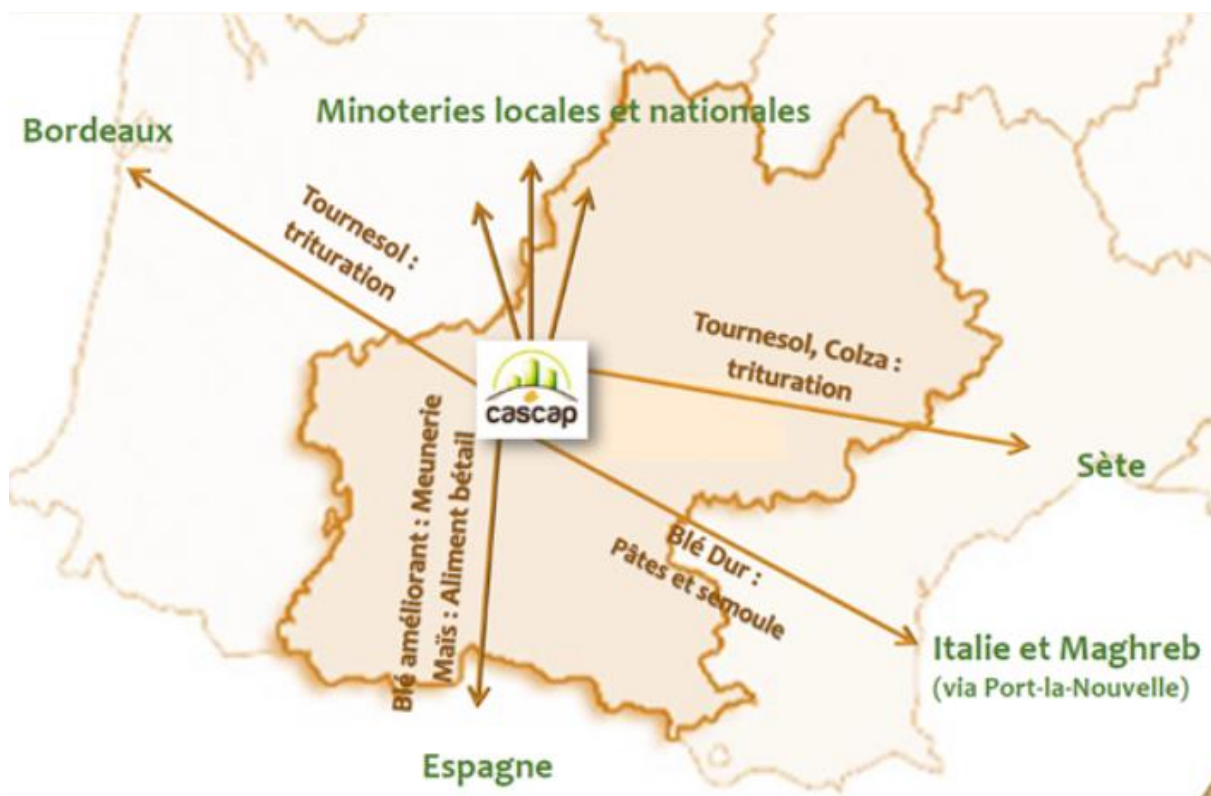 Minoteries locales et nationales
Bordeaux
Tournesol :
trituration
Tournesol, Colza :
trituration
cascap
Sète
Blé améliorant : Meunerie
Maïs : Aliment bétail
Blé Dur :
Pâtes et semoule
Italie et Maghreb
(via Port-la-Nouvelle)
Espagne